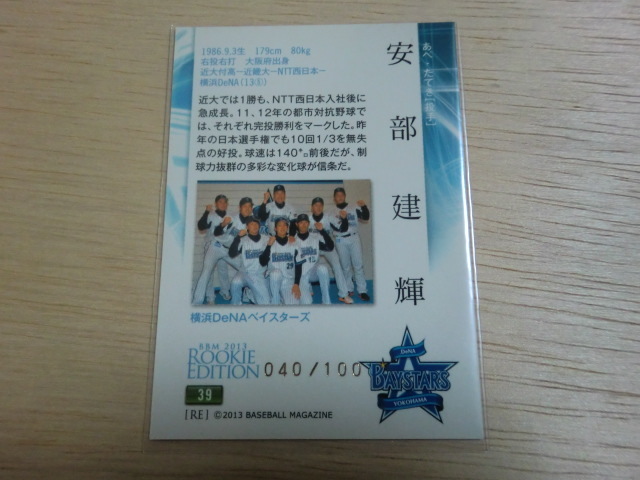 1986.9.3生 179cm 80kg
右投右打 大阪府出身
近大付高ー近畿大ーNTT西日本ー
横浜DeNA(13③)
近大では1勝も、NTT西日本入社後に
急成長。11、12年の都市対抗野球
では、それぞれ完投勝利をマークした。昨
年の日本選手権でも10回1/3を無失
点の好投。球速は140㌔前後だが、制
球力抜群の多彩な変化球が信条だ。
安部建輝
あべ・たてき[投手]
横浜DeNAベイスターズ
BBM 2013
ROOKIE
EDITION
040/100
39
[RE] ©2013 BASEBALL MAGAZINE
DeNA
BAYSTARS
YOKOHAMA